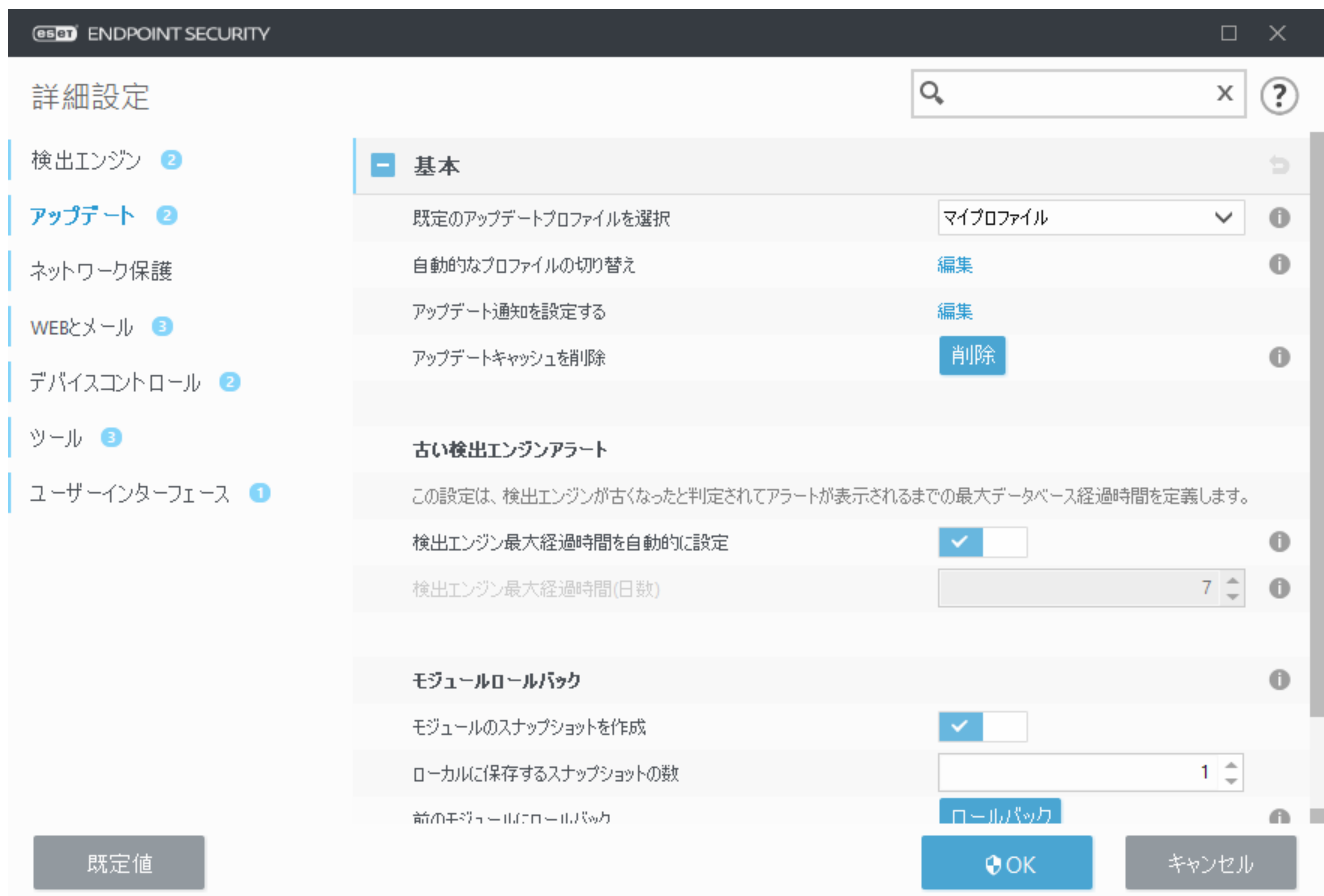 eset ENDPOINT SECURITY
詳細設定
検出エンジン 2
アップデート 2
ネットワーク保護
WEBとメール 3
デバイスコントロール 2
ツール 3
ユーザーインターフェース 1
基本
既定のアップデートプロファイルを選択 マイプロファイル
自動的なプロファイルの切り替え 編集
アップデート通知を設定する 編集
アップデートキャッシュを削除 削除
古い検出エンジンアラート
この設定は、検出エンジンが古くなったと判定されてアラートが表示されるまでの最大データベース経過時間を定義します。
検出エンジン最大経過時間を自動的に設定
検出エンジン最大経過時間(日数) 7
モジュールロールバック
モジュールのスナップショットを作成
ローカルに保存するスナップショットの数 1
前のモジュールにロールバック ロールバック
既定値 OK キャンセル